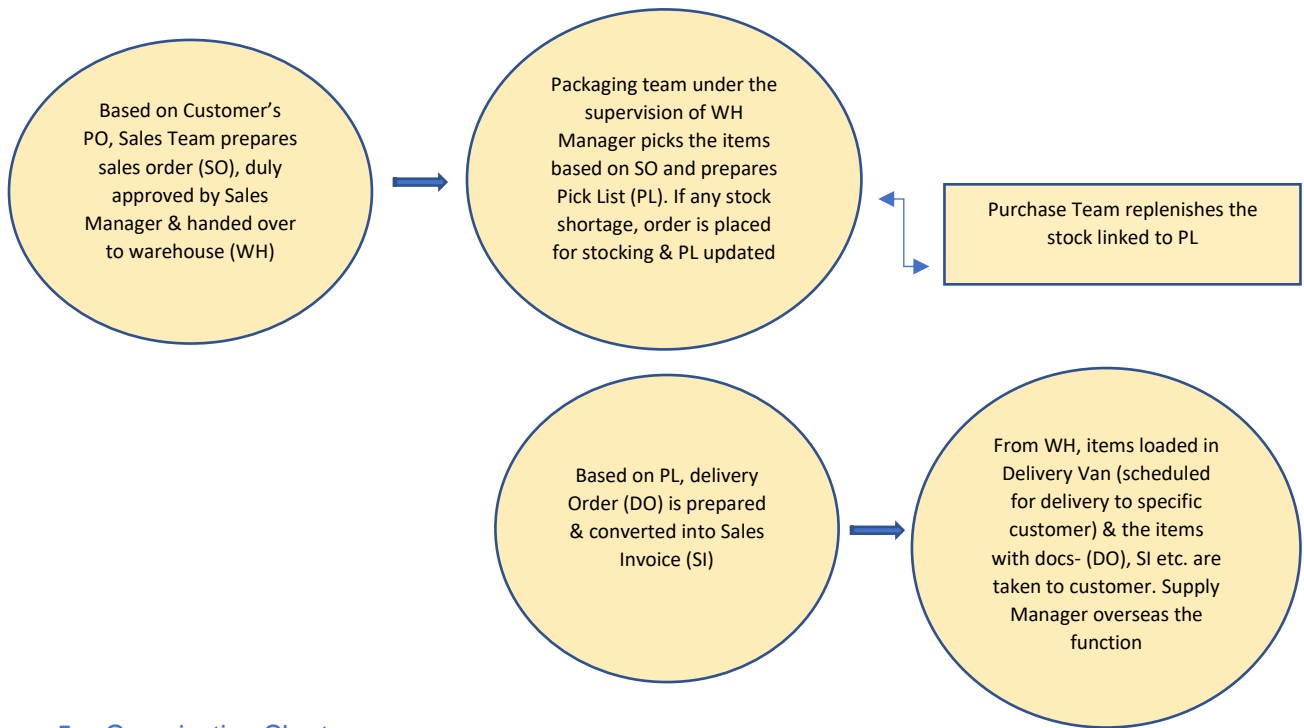 Based on Customer's
PO, Sales Team prepares
sales order (SO), duly
approved by Sales
Manager & handed over
to warehouse (WH)
Packaging team under the
supervision of WH
Manager picks the items
based on SO and prepares
Pick List (PL). If any stock
shortage, order is placed
for stocking & PL updated
Purchase Team replenishes the
stock linked to PL
Based on PL, delivery
Order (DO) is prepared
& converted into Sales
Invoice (SI)
From WH, items loaded in
Delivery Van (scheduled
for delivery to specific
customer) & the items
with docs- (DO), SI etc. are
taken to customer. Supply
Manager overseas the
function